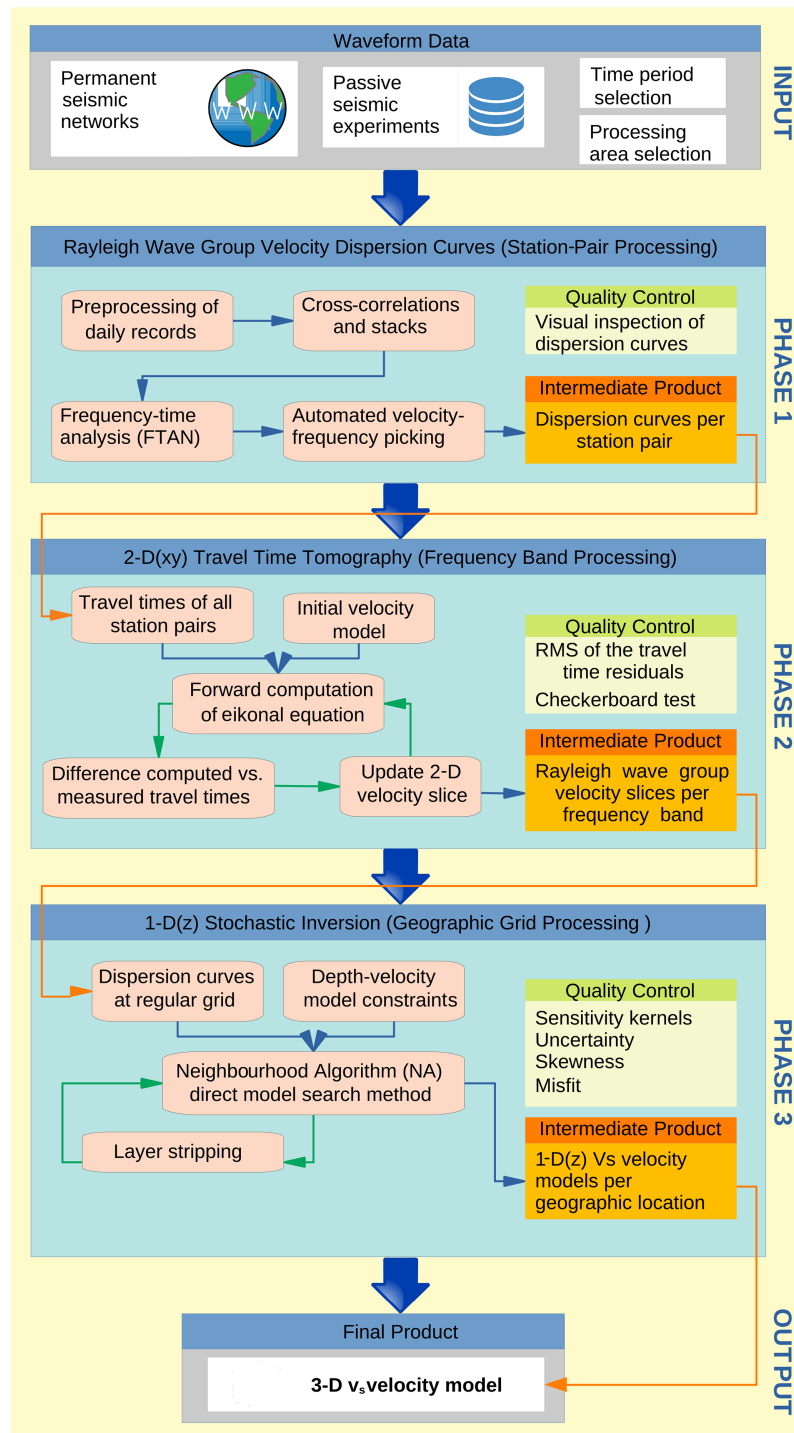 Waveform Data
Permanent
seismic
networks
W W W
Passive
seismic
experiments
Time period
selection
Processing
area selection
INPUT
Rayleigh Wave Group Velocity Dispersion Curves (Station-Pair Processing)
Preprocessing of
daily records
Cross-correlations
and stacks
Quality Control
Visual inspection of
dispersion curves
Frequency-time
analysis (FTAN)
Automated velocity-
frequency picking
Intermediate Product
Dispersion curves per
station pair
PHASE 1
2-D(xy) Travel Time Tomography (Frequency Band Processing)
Travel times of all
station pairs
Initial velocity
model
Quality Control
RMS of the travel
time residuals
Checkerboard test
Forward computation
of eikonal equation
Difference computed vs.
measured travel times
Update 2-D
velocity slice
Intermediate Product
Rayleigh wave group
velocity slices per
frequency band
PHASE 2
1-D(z) Stochastic Inversion (Geographic Grid Processing )
Dispersion curves
at regular grid
Depth-velocity
model constraints
Quality Control
Sensitivity kernels
Uncertainty
Skewness
Misfit
Neighbourhood Algorithm (NA)
direct model search method
Layer stripping
Intermediate Product
1-D(z) Vs velocity
models per
geographic location
PHASE 3
Final Product
3-D vs velocity model
OUTPUT